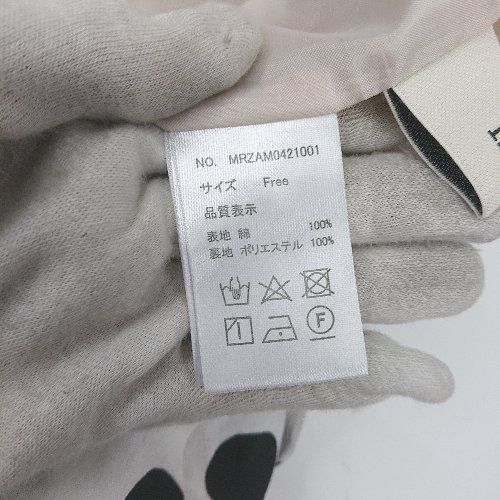 NO. MRZAM0421001
サイズ Free
品質表示
表地 綿 100%
裏地 ポリエステル 100%
F